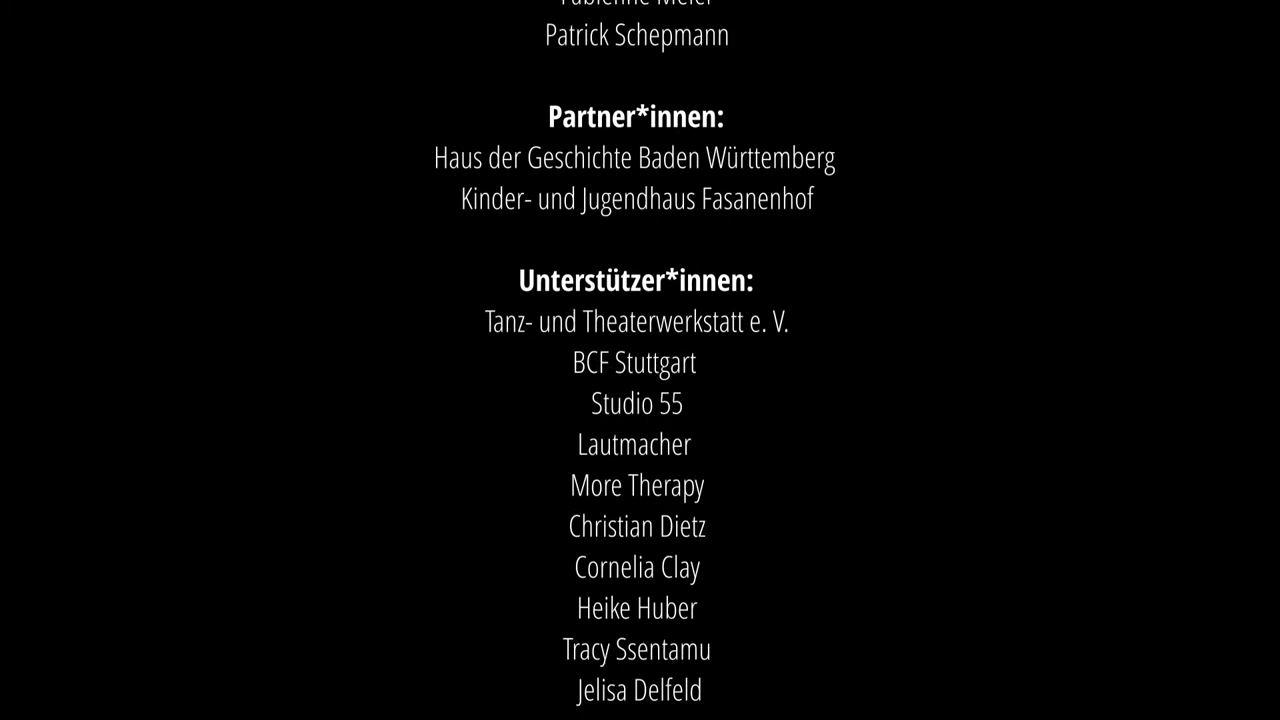 Patrick Schepmann
Partner*innen:
Haus der Geschichte Baden Württemberg
Kinder- und Jugendhaus Fasanenhof
Unterstützer*innen:
Tanz- und Theaterwerkstatt e. V.
BCF Stuttgart
Studio 55
Lautmacher
More Therapy
Christian Dietz
Cornelia Clay
Heike Huber
Tracy Ssentamu
Jelisa Delfeld